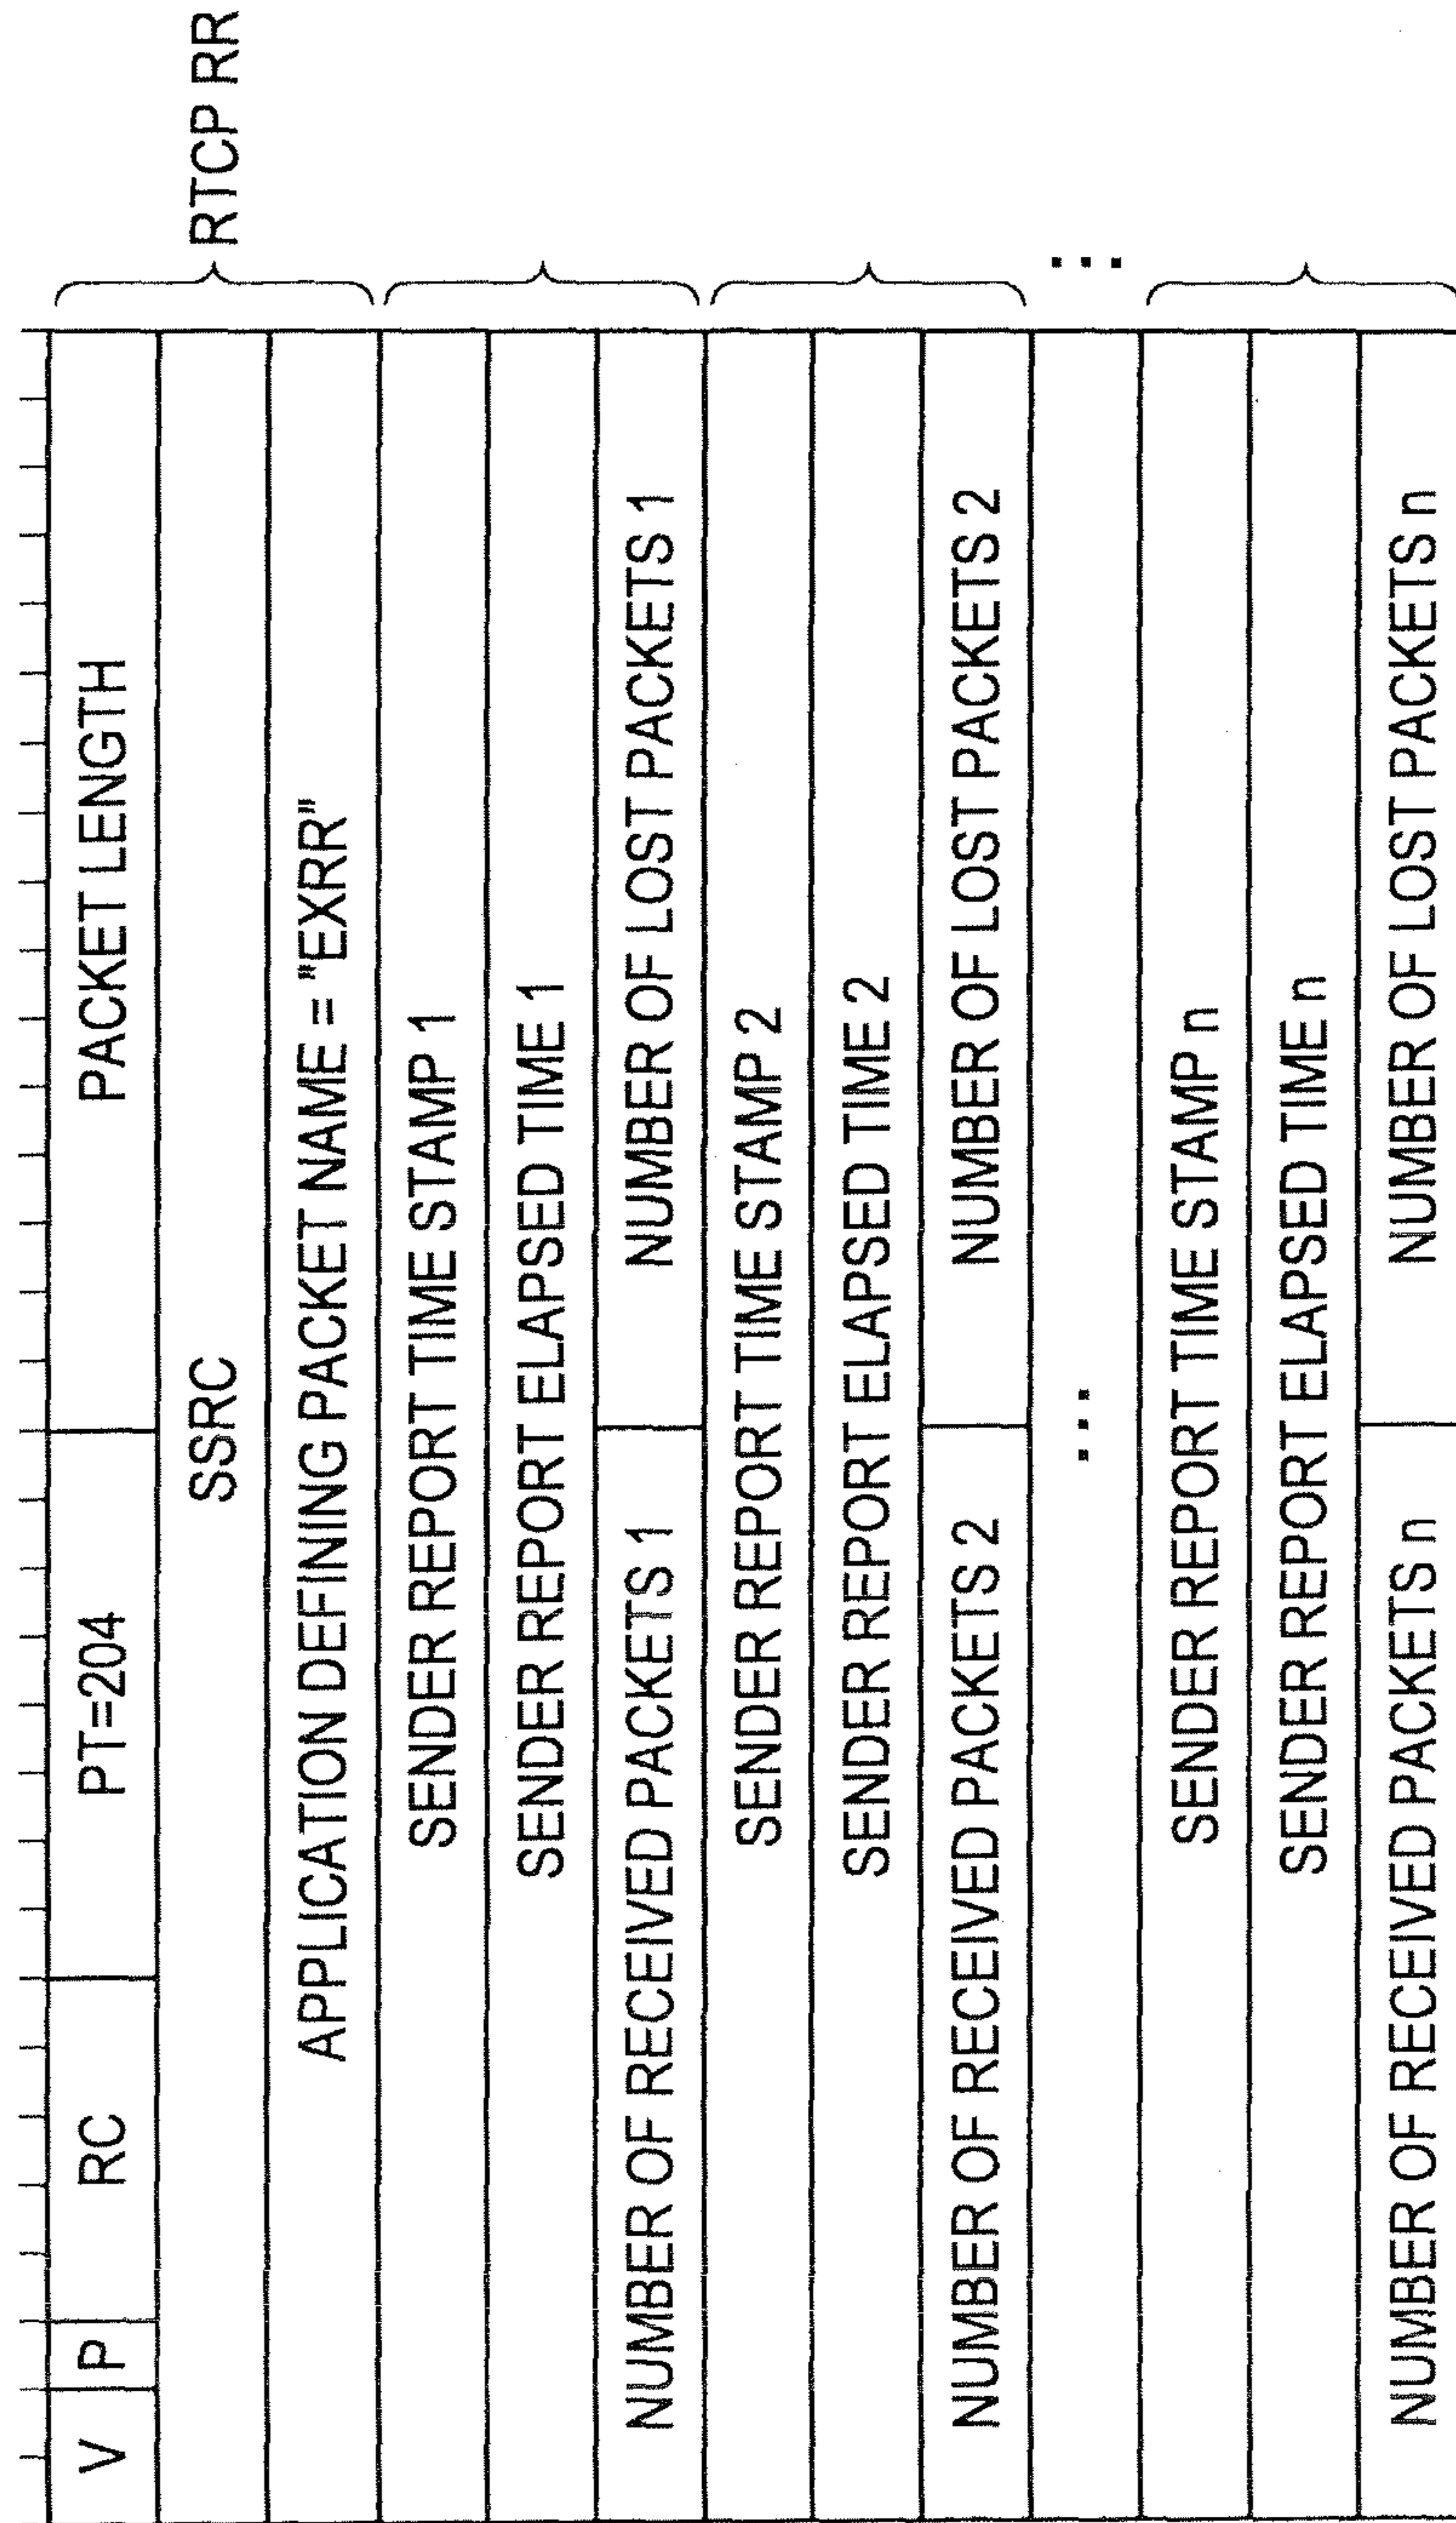 V P RC PT=204 PACKET LENGTH
SSRC
RTCP RR
APPLICATION DEFINING PACKET NAME = "EXRR"
SENDER REPORT TIME STAMP 1
SENDER REPORT ELAPSED TIME 1
NUMBER OF RECEIVED PACKETS 1 NUMBER OF LOST PACKETS 1
SENDER REPORT TIME STAMP 2
SENDER REPORT ELAPSED TIME 2
NUMBER OF RECEIVED PACKETS 2 NUMBER OF LOST PACKETS 2
...
...
SENDER REPORT TIME STAMP n
SENDER REPORT ELAPSED TIME n
NUMBER OF RECEIVED PACKETS n NUMBER OF LOST PACKETS n